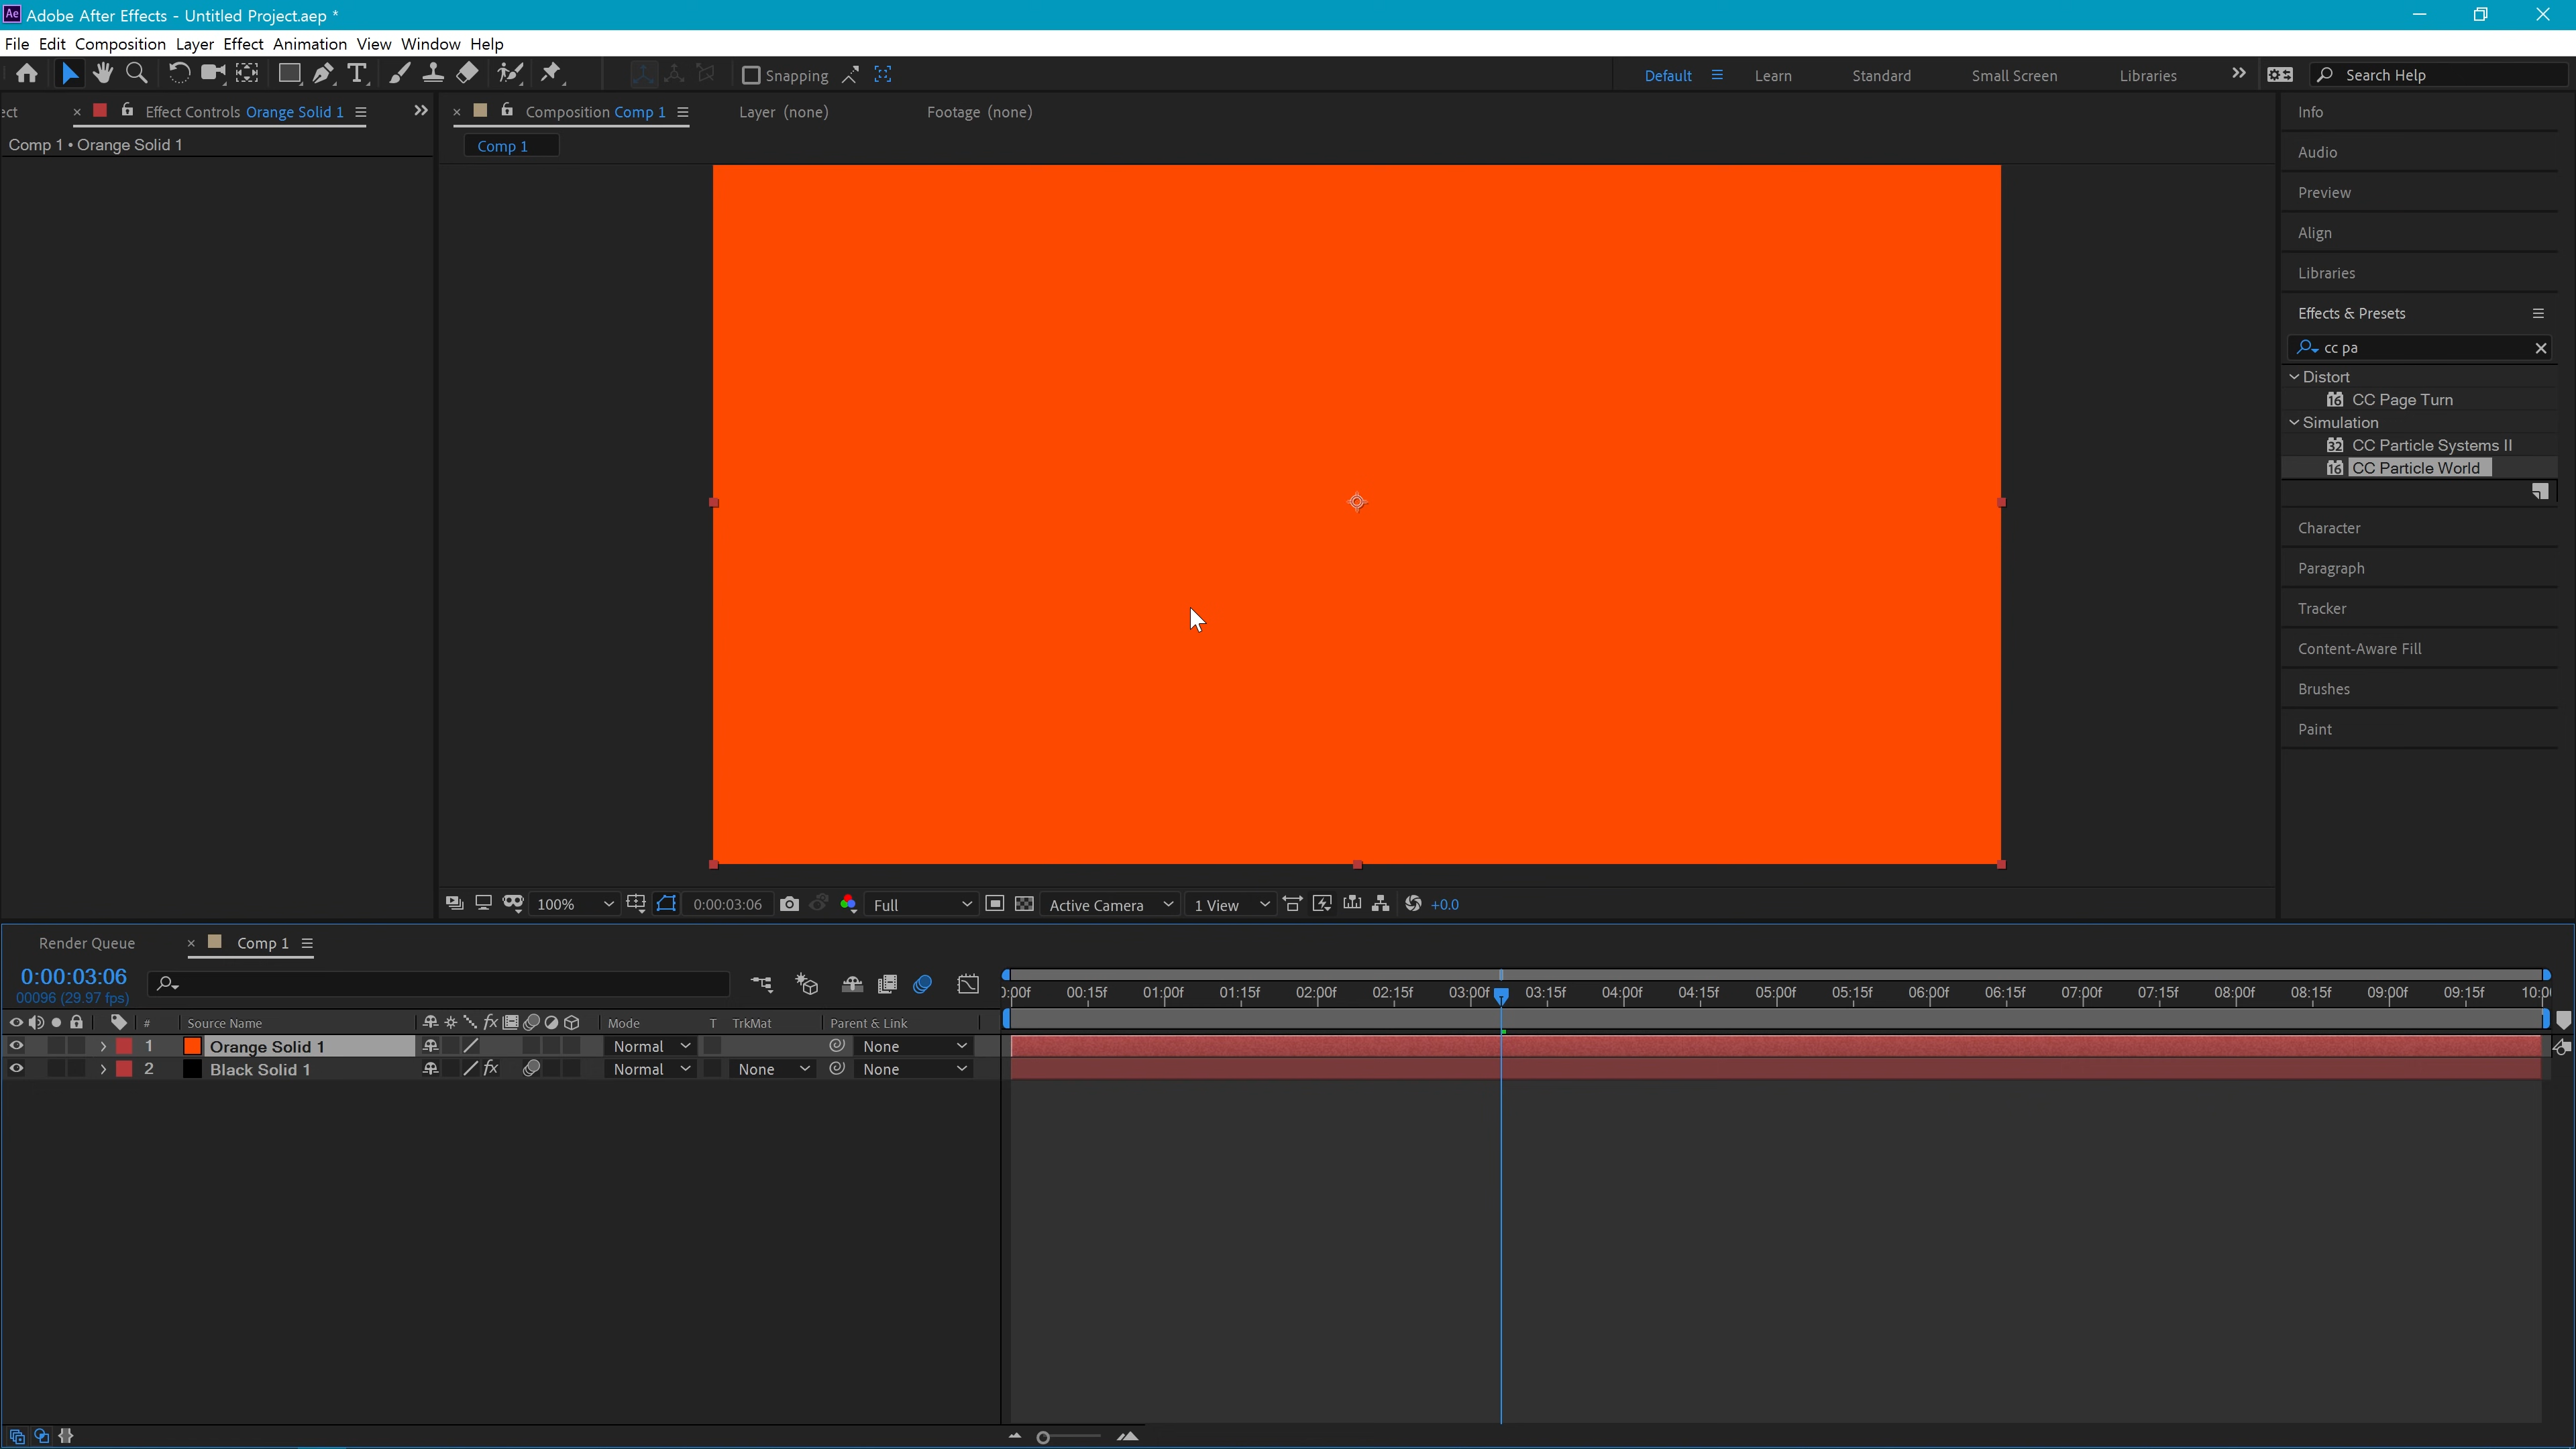 Ae Adobe After Effects - Untitled Project.aep *
File Edit Composition Layer Effect Animation View Window Help
Snapping
Default Learn Standard Small Screen Libraries Search Help
ect Effect Controls Orange Solid 1
Composition Comp 1 Layer (none) Footage (none)
Comp 1 • Orange Solid 1
Comp 1
Info
Audio
Preview
Align
Libraries
Effects & Presets
cc pa
Distort
16 CC Page Turn
Simulation
32 CC Particle Systems II
16 CC Particle World
Character
Paragraph
Tracker
Content-Aware Fill
Brushes
Paint
100% 0:00:03:06 Full Active Camera 1 View +0.0
Render Queue Comp 1
0:00:03:06
00096 (29.97 fps)
0:00f 00:15f 01:00f 01:15f 02:00f 02:15f 03:00f 03:15f 04:00f 04:15f 05:00f 05:15f 06:00f 06:15f 07:00f 07:15f 08:00f 08:15f 09:00f 09:15f 10:0
# Source Name fx Mode T TrkMat Parent & Link
1 Orange Solid 1 Normal None
2 Black Solid 1 fx Normal None None